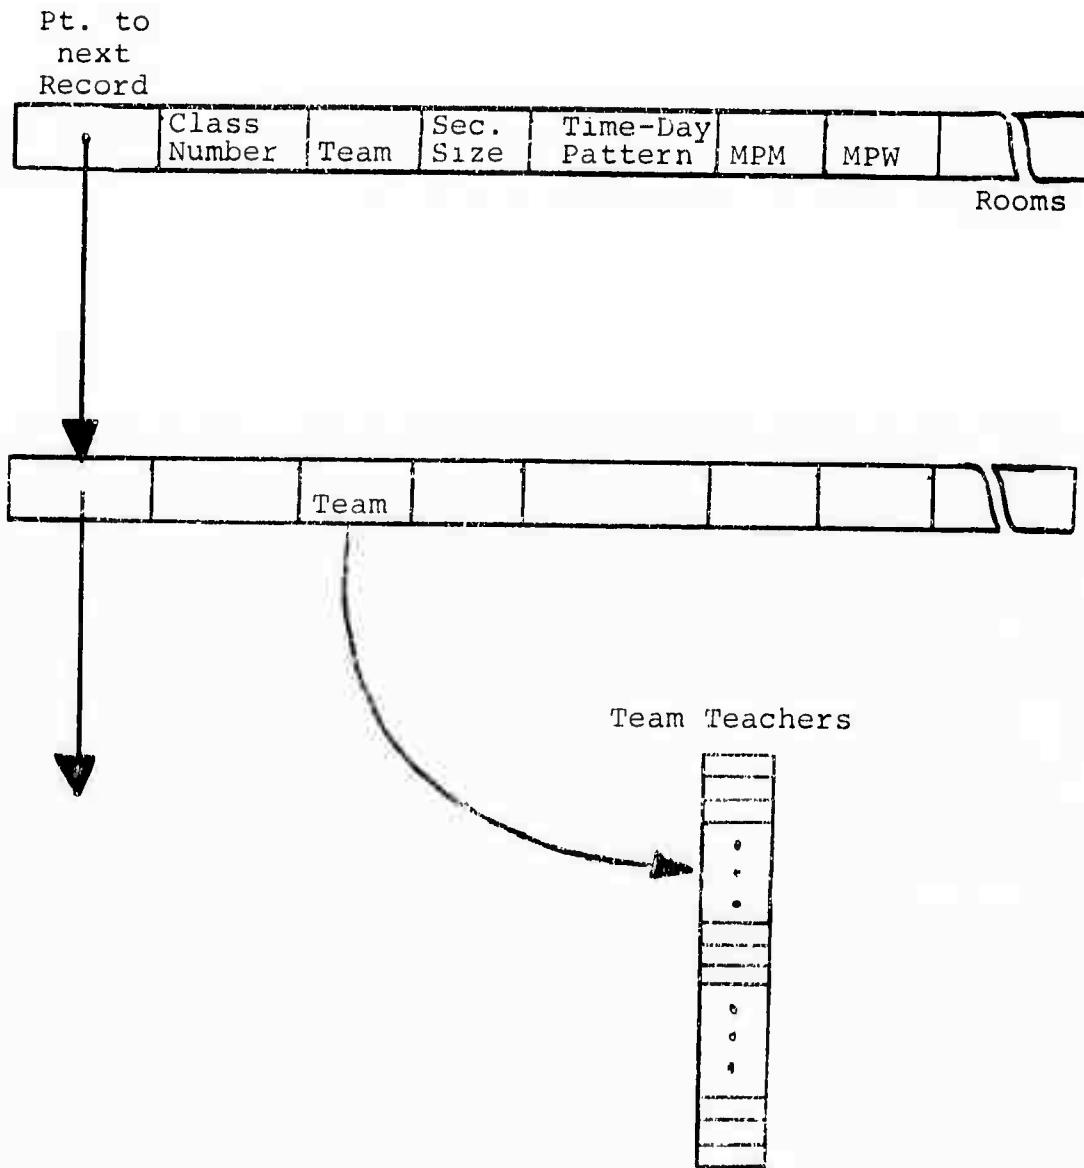 Pt. to
next
Record
Class
Number
Team
Sec.
Size
Time-Day
Pattern
MPM
MPW
Rooms
Team
Team Teachers